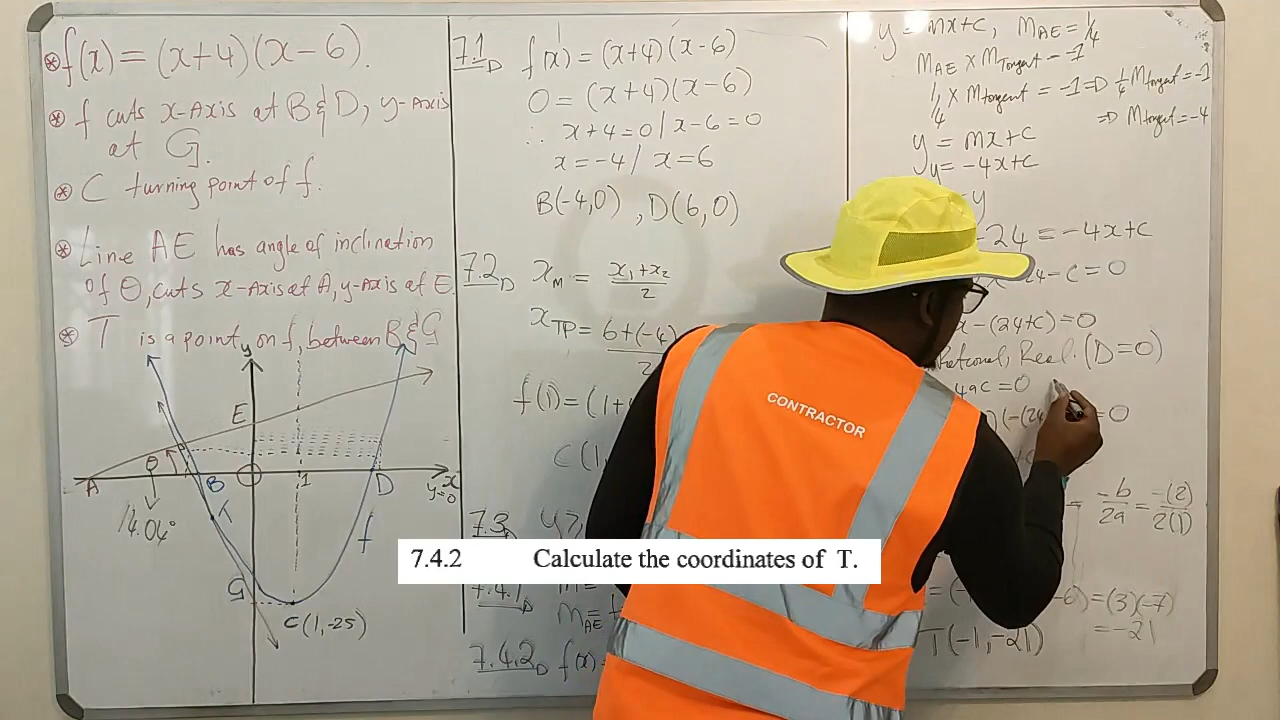 ⊛ f(x) = (x+4)(x-6).
⊛ f cuts x-Axis at B & D, y-Axis
at G.
⊛ C turning point of f.
⊛ Line AE has angle of inclination
of θ, cuts x-Axis at A, y-Axis at E.
⊛ T is a point on f, between B & G
y
E
A
θ
B
1
D
x
y=0
14.04°
T
f
G
C(1,-25)
7.1
f(x) = (x+4)(x-6)
0 = (x+4)(x-6)
∴ x+4=0 / x-6=0
x=-4 / x=6
B(-4,0), D(6,0)
7.2 x_M = x₁+x₂/2
x_TP = 6+(-4)/2
f(1) = (1+
C(1,
7.3 y
7.4.1 m=
m_AE =
7.4.2 f(x) =
y = mx+c, M_AE = 1/4
M_AE × M_Tangent = -1
1/4 × M_tangent = -1 ⇒ 1/4 M_tangent = -1
⇒ M_tangent = -4
y = mx+c
y = -4x+c
= y
-24 = -4x+c
24-c=0
x-(24+c)=0
Real. (D=0)
4ac=0
=0
= -b/2a = -(2)/2(1)
= (3)(-7)
= -21
T(-1,-21)
CONTRACTOR
7.4.2 Calculate the coordinates of T.